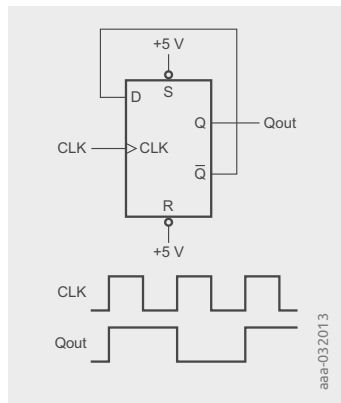 +5 V
D
S
Q
Qout
CLK
CLK
Q̅
R
+5 V
CLK
Qout
aaa-032013